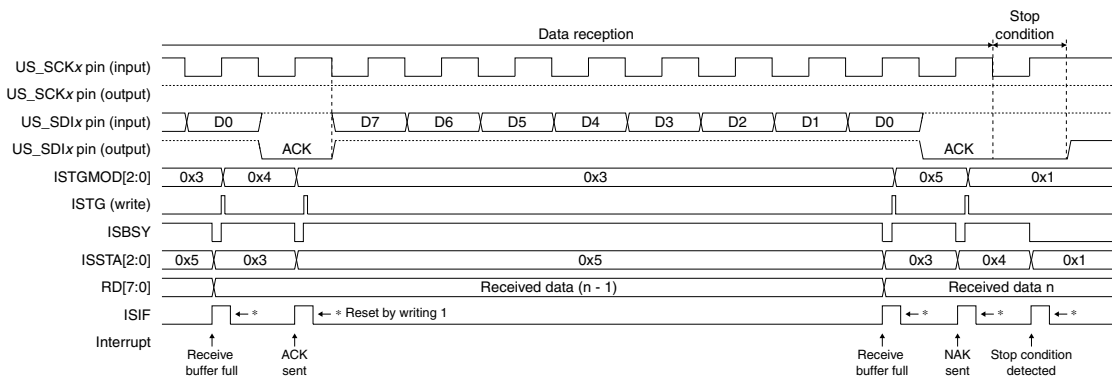 Stop
condition
Data reception
US_SCKx pin (input)
US_SCKx pin (output)
US_SDIx pin (input) D0 D7 D6 D5 D4 D3 D2 D1 D0
US_SDIx pin (output) ACK ACK
ISTGMOD[2:0] 0x3 0x4 0x3 0x5 0x1
ISTG (write)
ISBSY
ISSTA[2:0] 0x5 0x3 0x5 0x3 0x4 0x1
RD[7:0] Received data (n - 1) Received data n
ISIF ← * ← * Reset by writing 1 ← * ← * ← *
Interrupt
Receive
buffer full
ACK
sent
Receive
buffer full
NAK
sent
Stop condition
detected